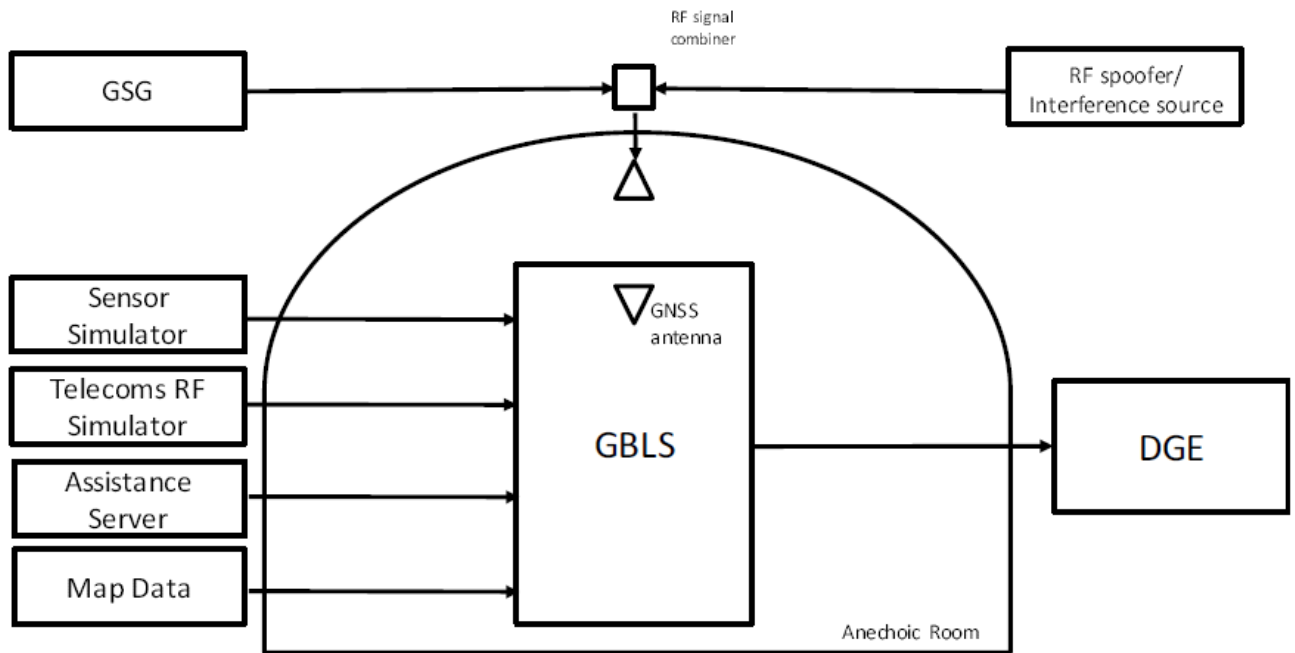 RF signal
combiner
GSG
RF spoofer/
Interference source
Sensor
Simulator
GNSS
antenna
Telecoms RF
Simulator
GBLS
DGE
Assistance
Server
Map Data
Anechoic Room